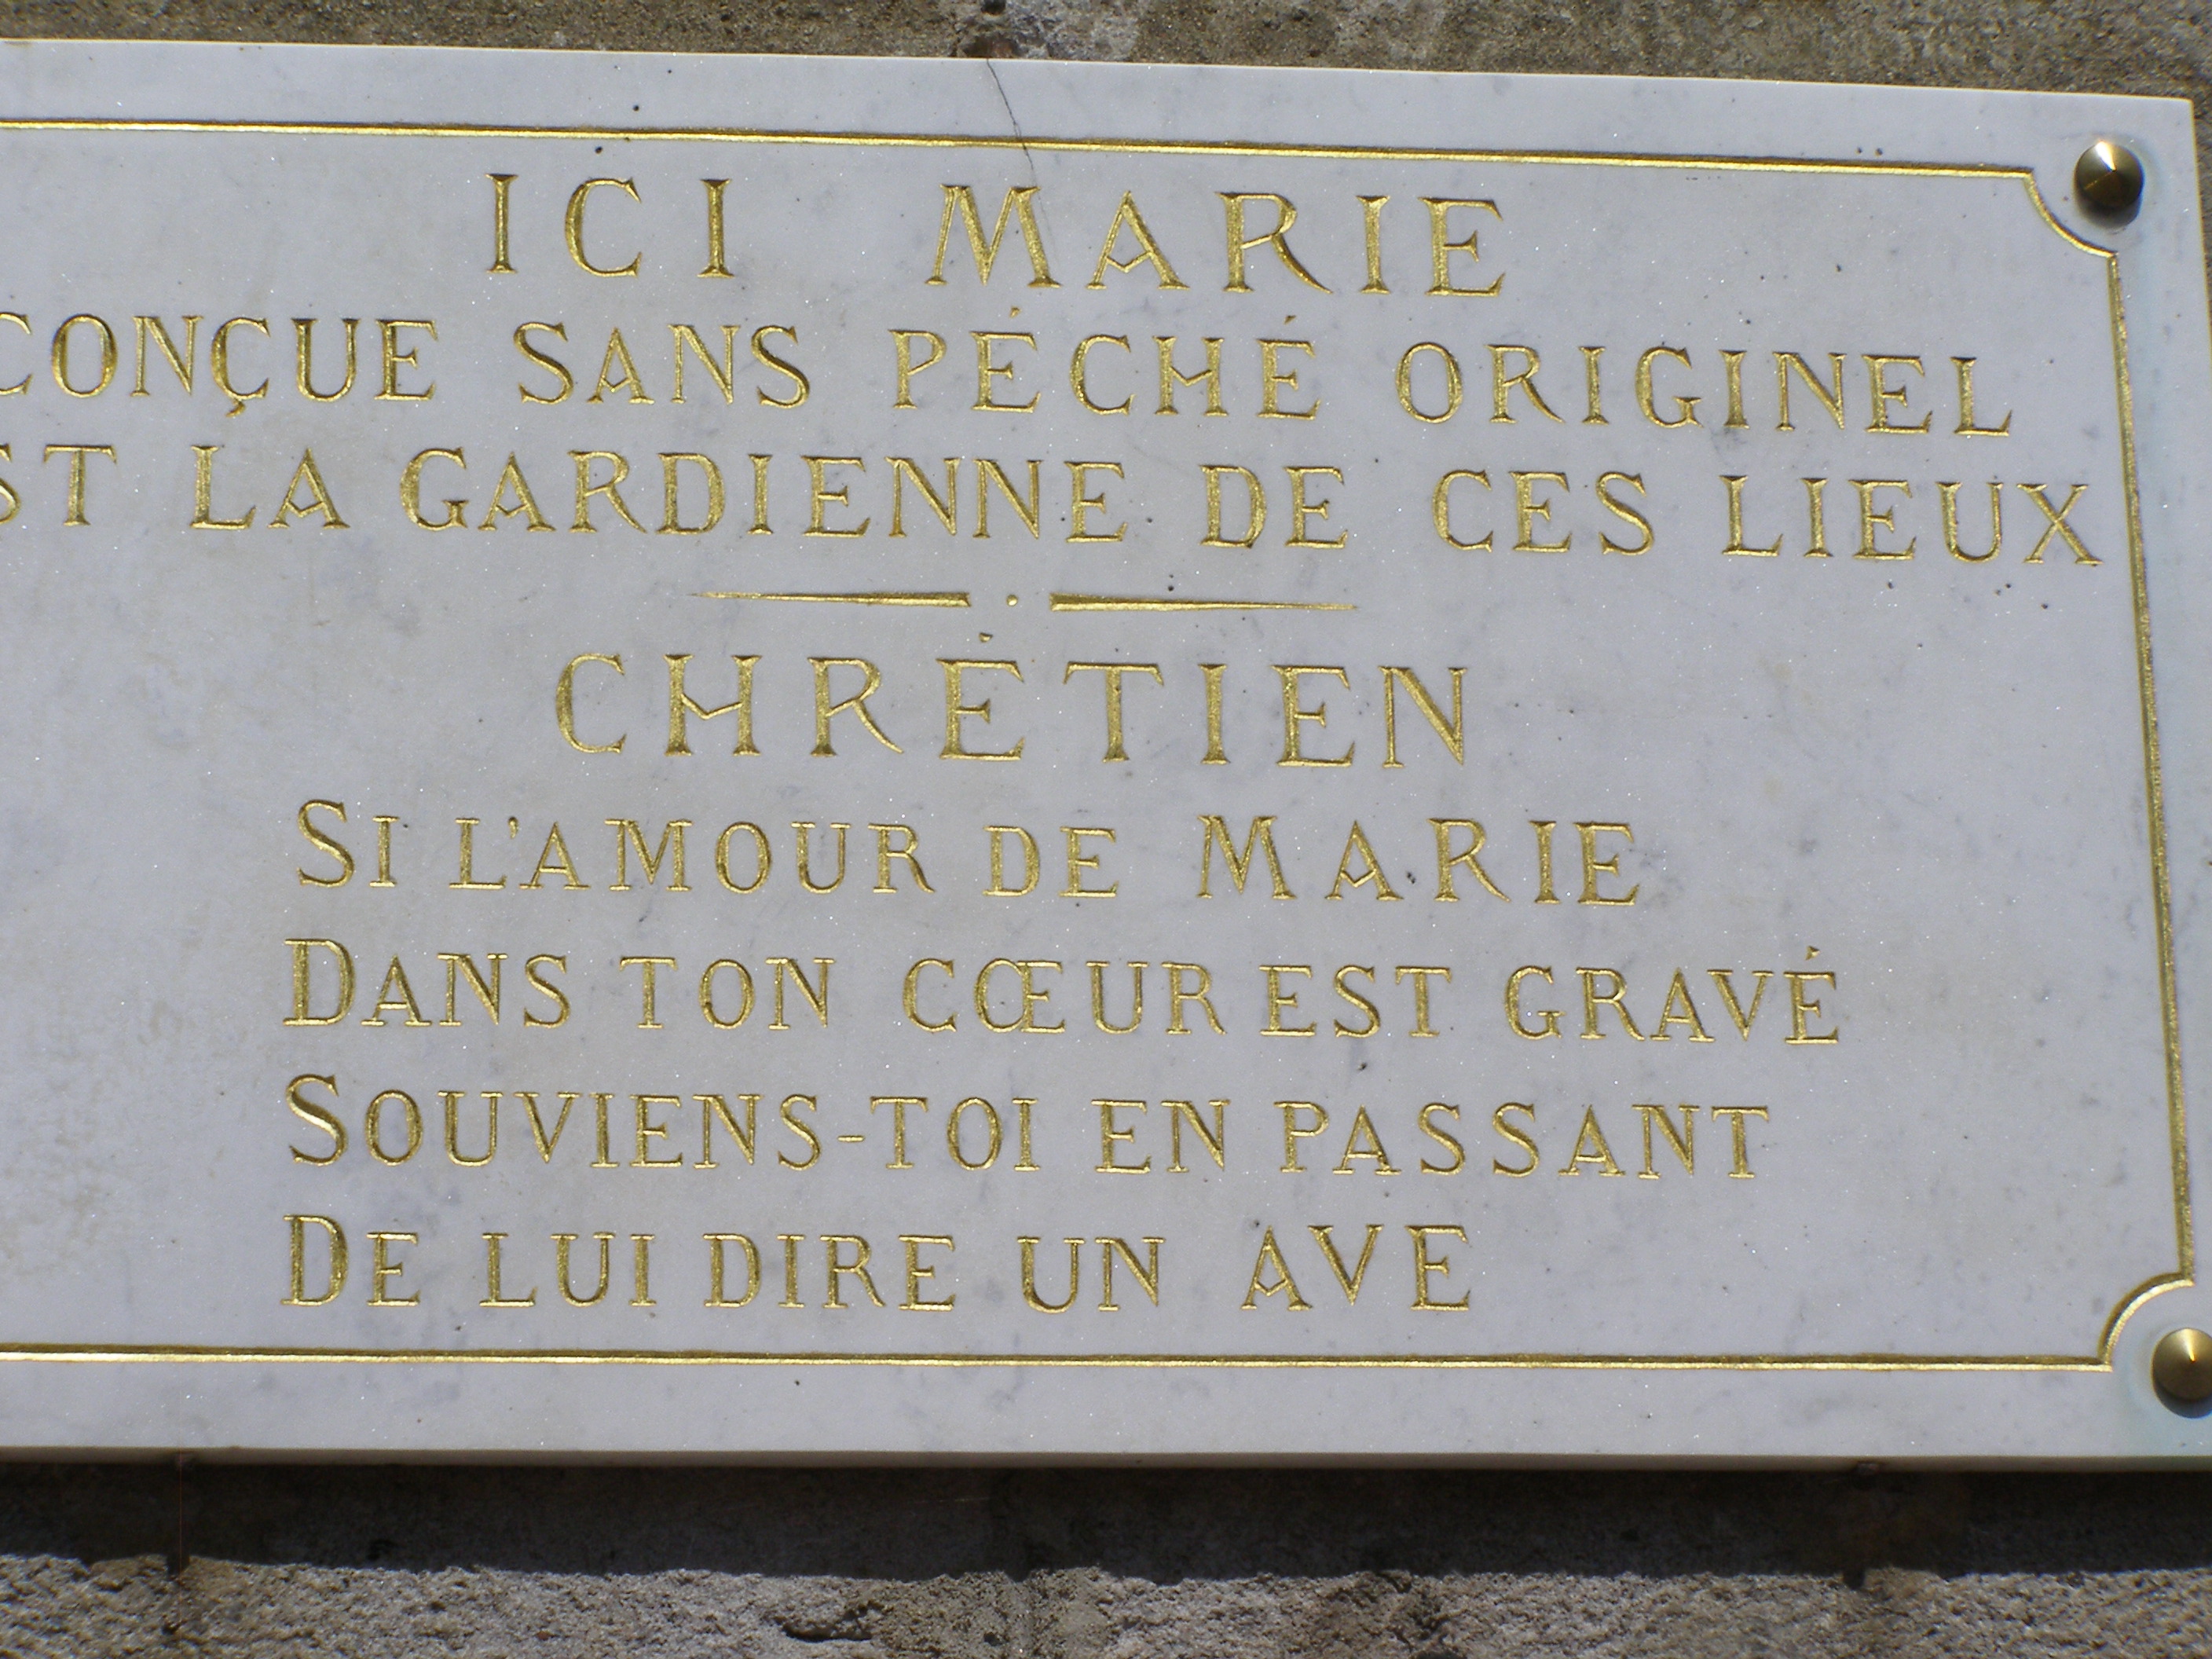 ICI MARIE
CONÇUE SANS PÉCHÉ ORIGINEL
EST LA GARDIENNE DE CES LIEUX
CHRÉTIEN
SI L'AMOUR DE MARIE
DANS TON CŒUR EST GRAVÉ
SOUVIENS-TOI EN PASSANT
DE LUI DIRE UN AVE